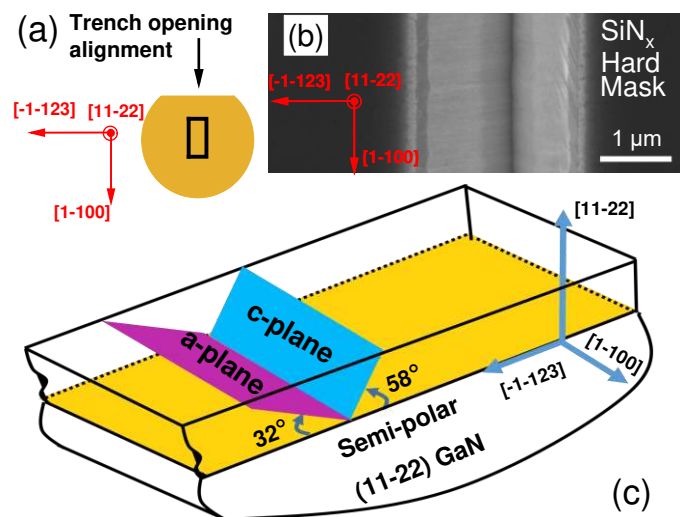 (a) Trench opening
alignment
[-1-123] [11-22]
[1-100]
(b)
SiNx
Hard
Mask
[-1-123] [11-22]
[1-100]
1 µm
[11-22]
[1-100]
[-1-123]
c-plane
a-plane
58°
32°
Semi-polar
(11-22) GaN
(c)